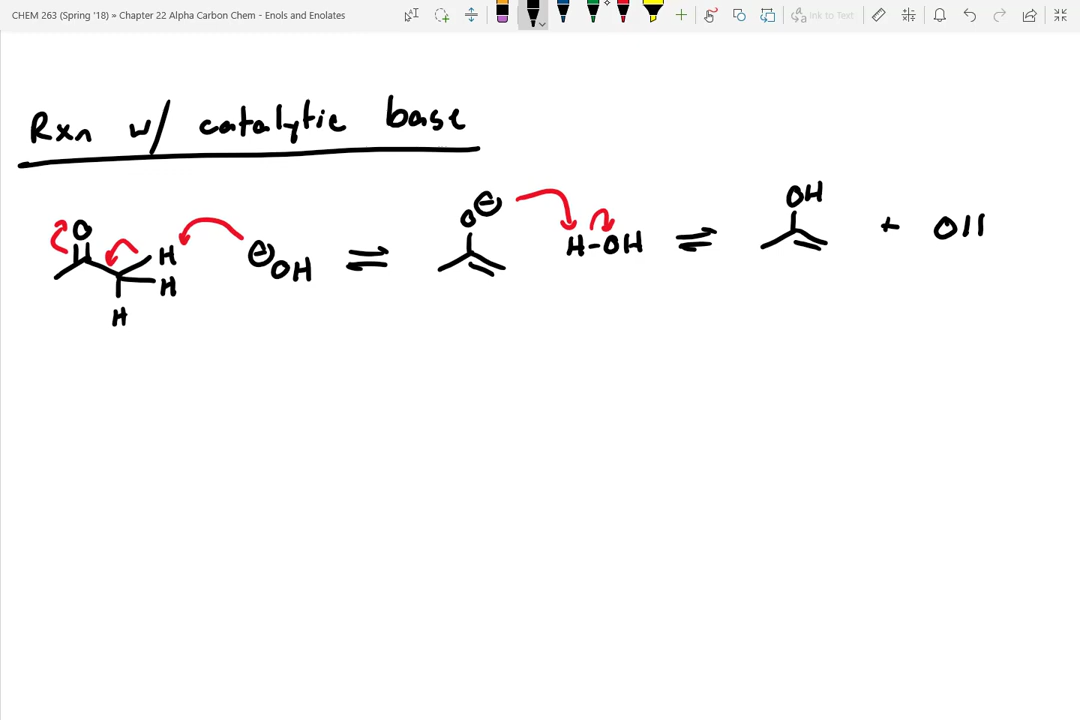 CHEM 263 (Spring '18) » Chapter 22 Alpha Carbon Chem - Enols and Enolates
Ink to Text
Rxn w/ catalytic base
O H H H ⊖OH ⇌ O⊖ H-OH ⇌ OH + OH